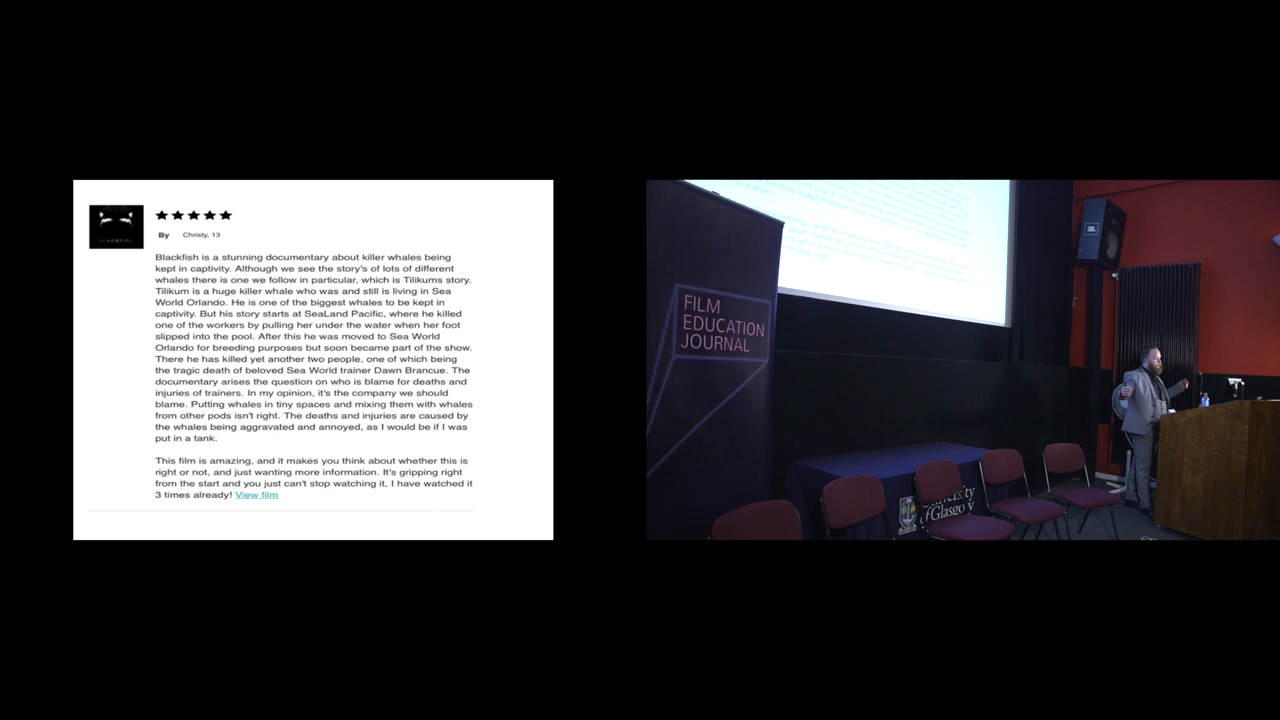 By Christy, 13
Blackfish is a stunning documentary about killer whales being
kept in captivity. Although we see the story's of lots of different
whales there is one we follow in particular, which is Tilikums story.
Tilikum is a huge killer whale who was and still is living in Sea
World Orlando. He is one of the biggest whales to be kept in
captivity. But his story starts at SeaLand Pacific, where he killed
one of the workers by pulling her under the water when her foot
slipped into the pool. After this he was moved to Sea World
Orlando for breeding purposes but soon became part of the show.
There he has killed yet another two people, one of which being
the tragic death of beloved Sea World trainer Dawn Brancue. The
documentary arises the question on who is blame for deaths and
injuries of trainers. In my opinion, it's the company we should
blame. Putting whales in tiny spaces and mixing them with whales
from other pods isn't right. The deaths and injuries are caused by
the whales being aggravated and annoyed, as I would be if I was
put in a tank.
This film is amazing, and it makes you think about whether this is
right or not, and just wanting more information. It's gripping right
from the start and you just can't stop watching it, I have watched it
3 times already! View film
FILM
EDUCATION
JOURNAL
JBL
University
of Glasgow